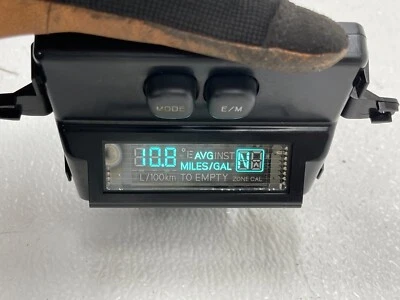 MODE E/M
10.8 °E AVG INST N
MILES/GAL
L/100km TO EMPTY ZONE CAL